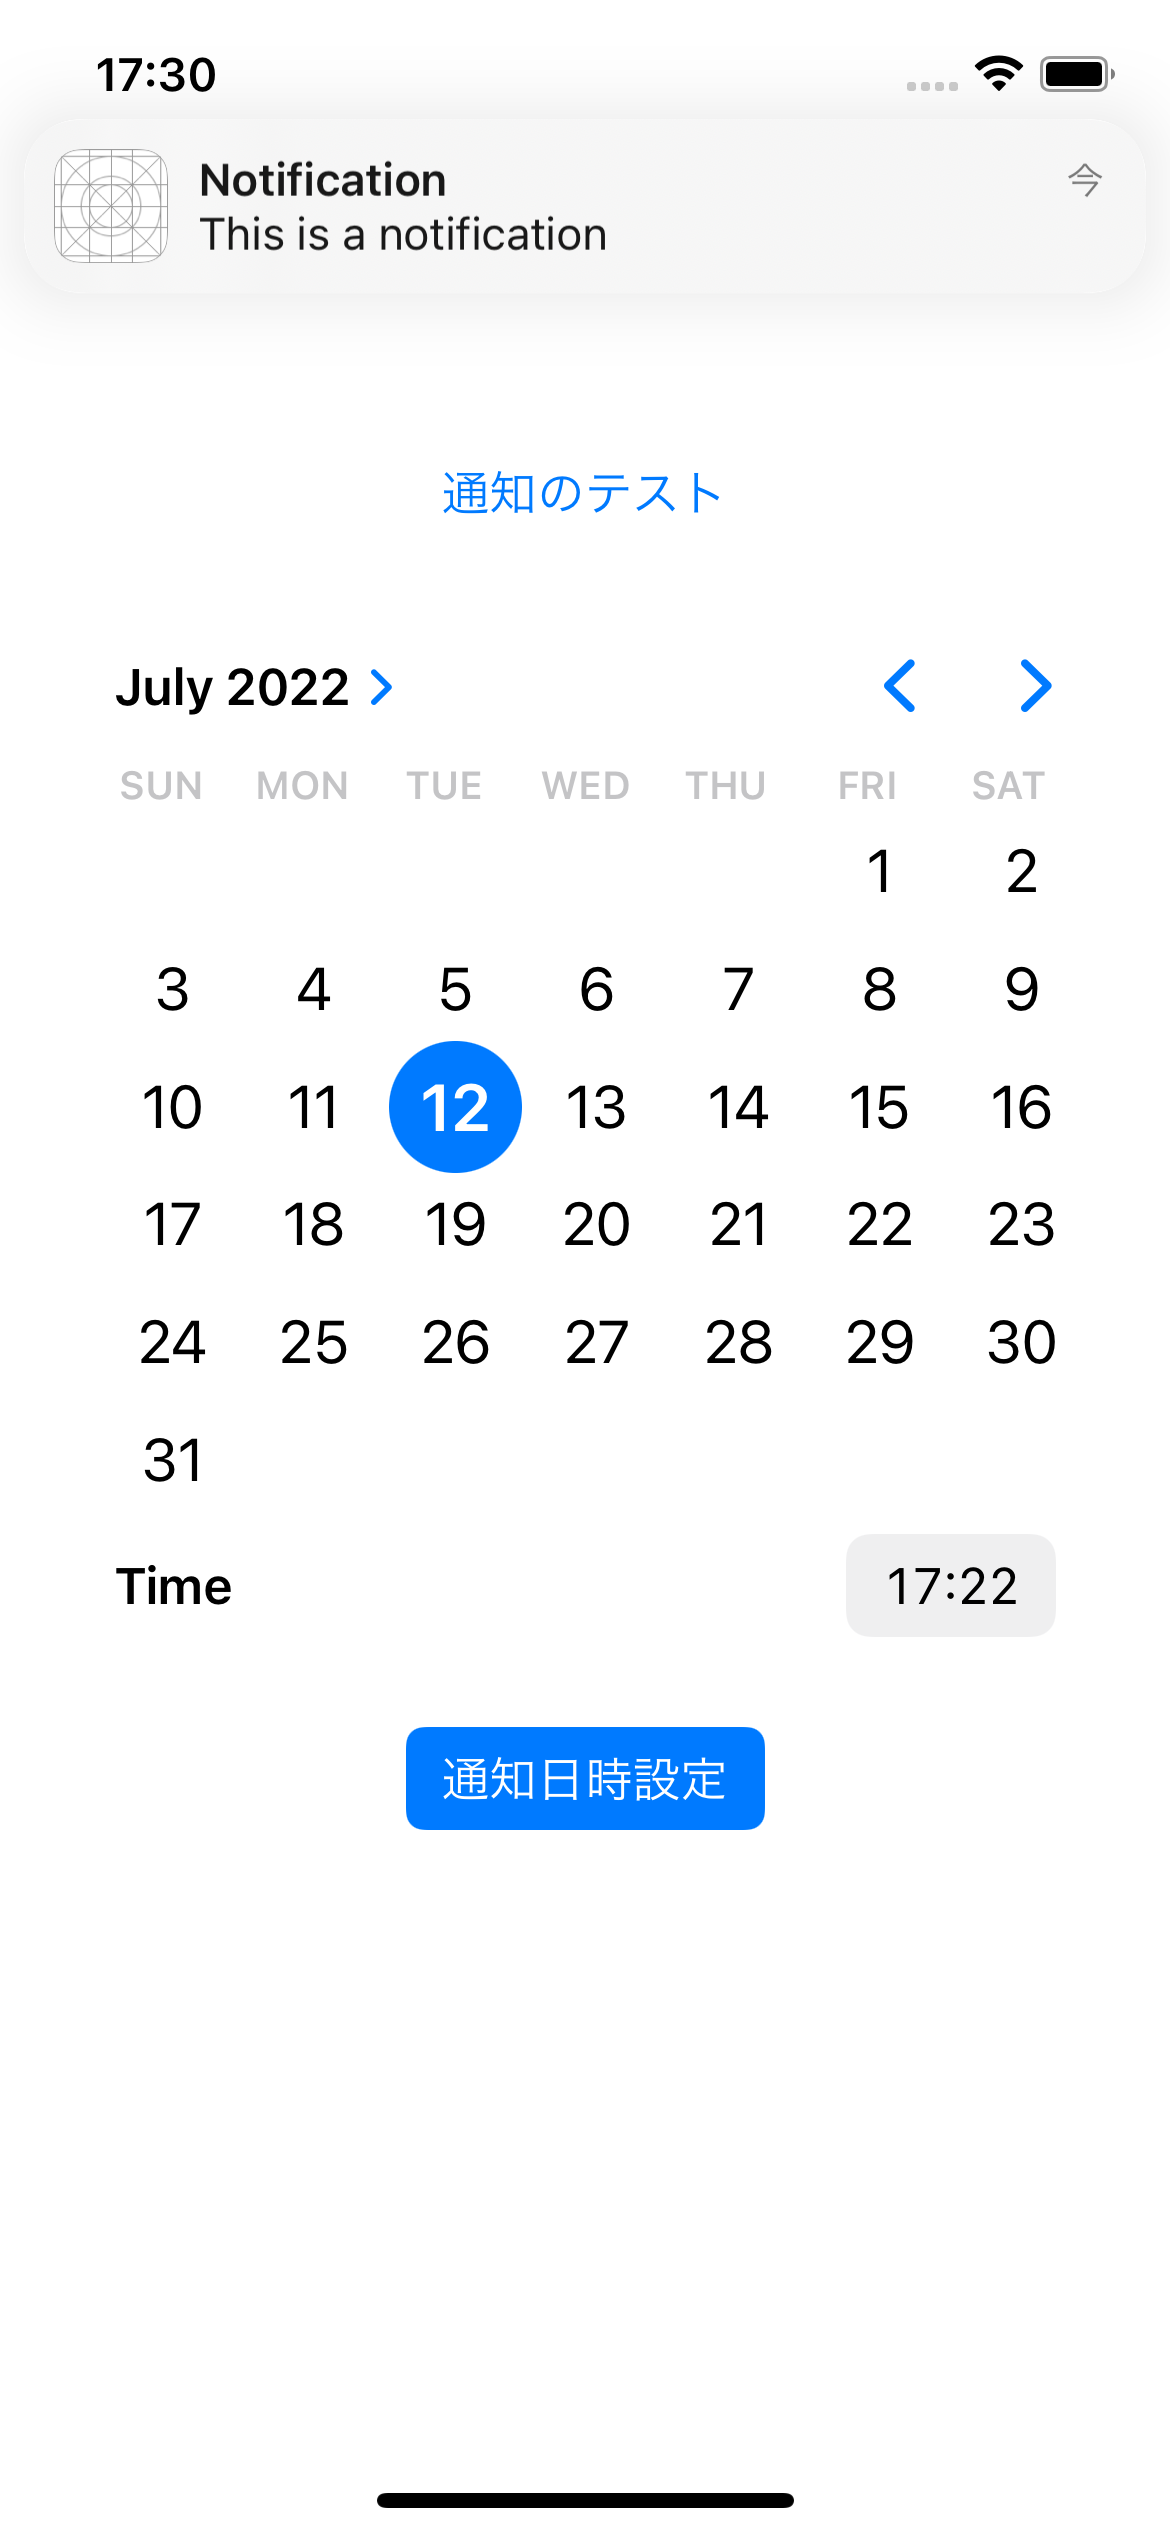 17:30
Notification 今
This is a notification
通知のテスト
July 2022
SUN MON TUE WED THU FRI SAT
1 2
3 4 5 6 7 8 9
10 11 12 13 14 15 16
17 18 19 20 21 22 23
24 25 26 27 28 29 30
31
Time 17:22
通知日時設定